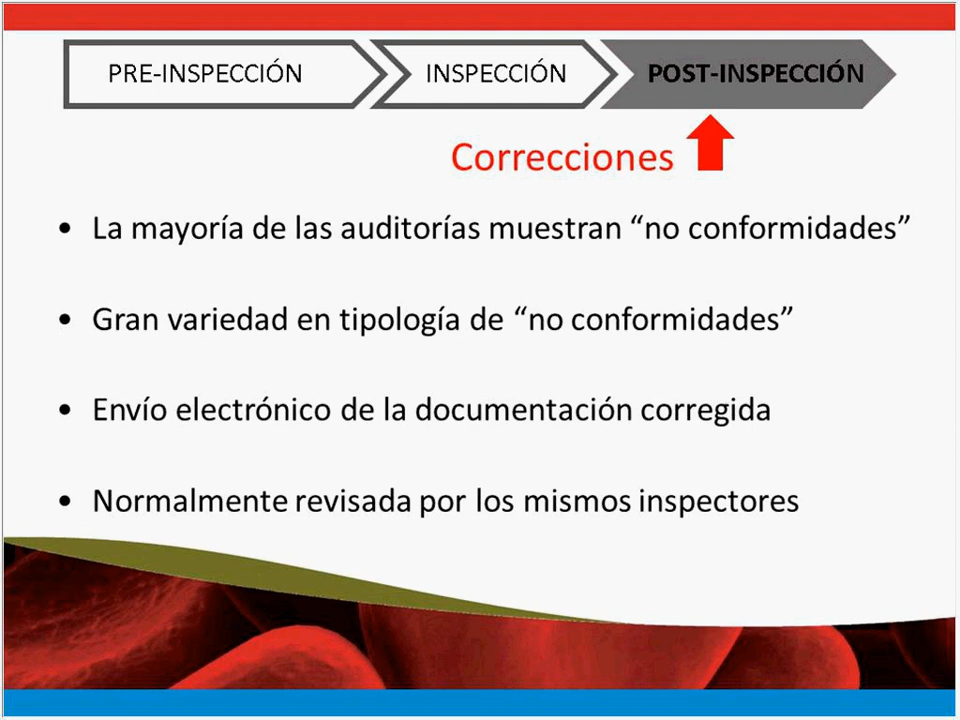 PRE-INSPECCIÓN
INSPECCIÓN
POST-INSPECCIÓN
Correcciones
• La mayoría de las auditorías muestran “no conformidades”
• Gran variedad en tipología de “no conformidades”
• Envío electrónico de la documentación corregida
• Normalmente revisada por los mismos inspectores